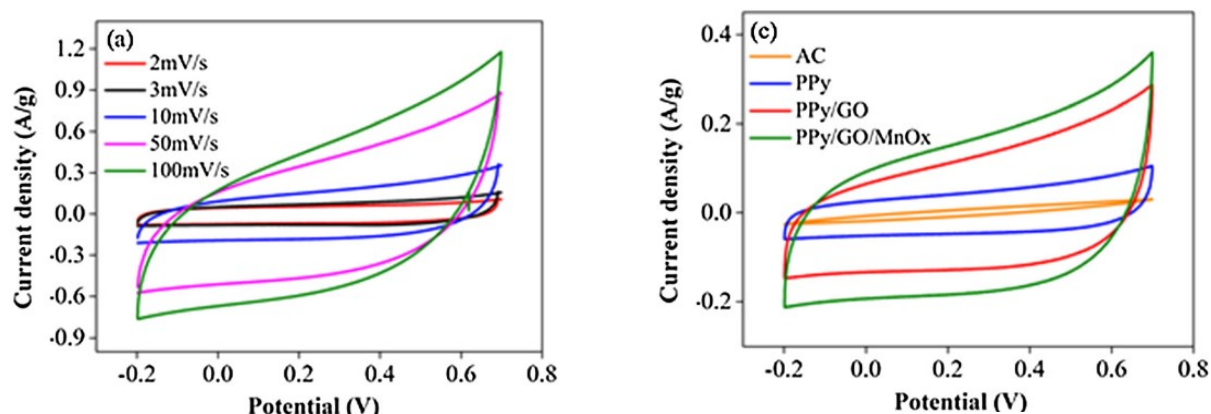 (a)
2mV/s
3mV/s
10mV/s
50mV/s
100mV/s
Current density (A/g)
1.2
0.9
0.6
0.3
0.0
-0.3
-0.6
-0.9
-0.2 0.0 0.2 0.4 0.6 0.8
Potential (V)
(c)
AC
PPy
PPy/GO
PPy/GO/MnOx
Current density (A/g)
0.4
0.2
0.0
-0.2
-0.2 0.0 0.2 0.4 0.6 0.8
Potential (V)